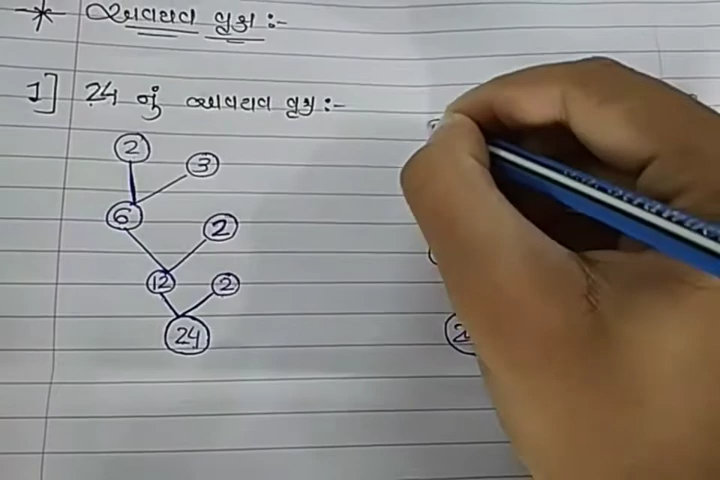 * અવયવ વૃક્ષ :-
1] 24 નું અવયવ વૃક્ષ :-
2 3
6 2
12 2
24